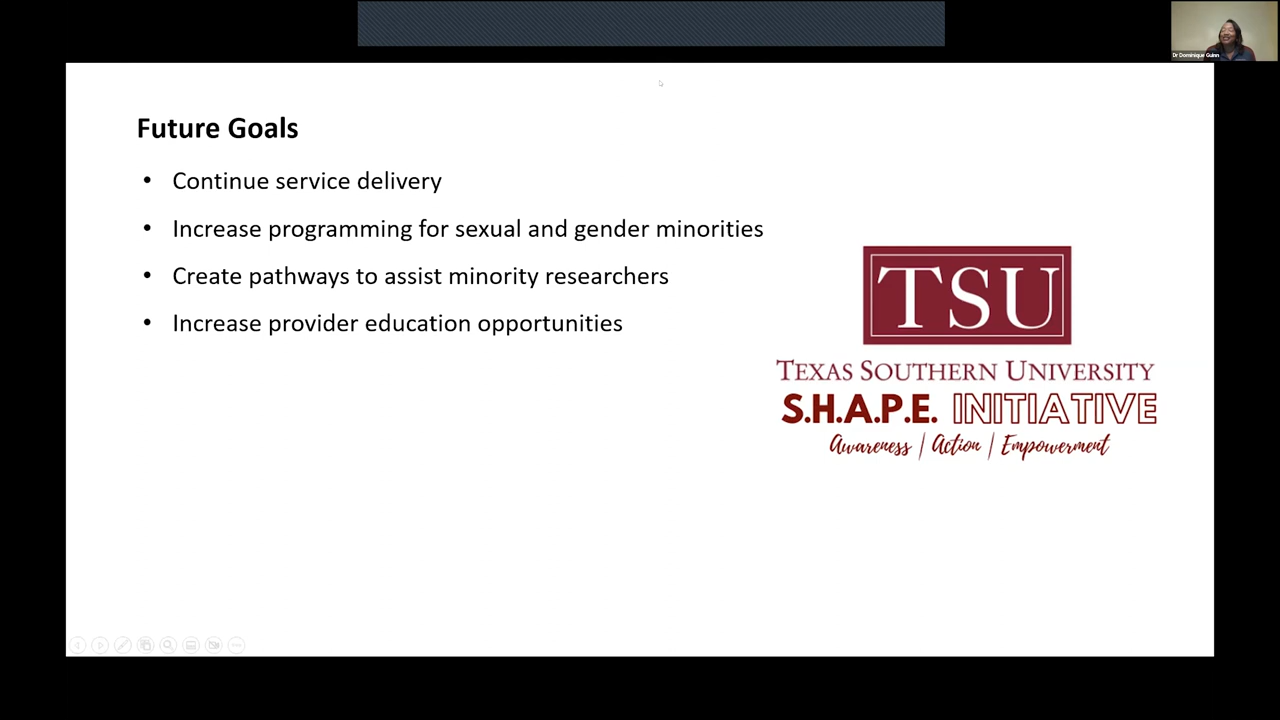 Dr Dominique Guinn
Future Goals
• Continue service delivery
• Increase programming for sexual and gender minorities
• Create pathways to assist minority researchers
• Increase provider education opportunities
TSU
TEXAS SOUTHERN UNIVERSITY
S.H.A.P.E. INITIATIVE
Awareness | Action | Empowerment